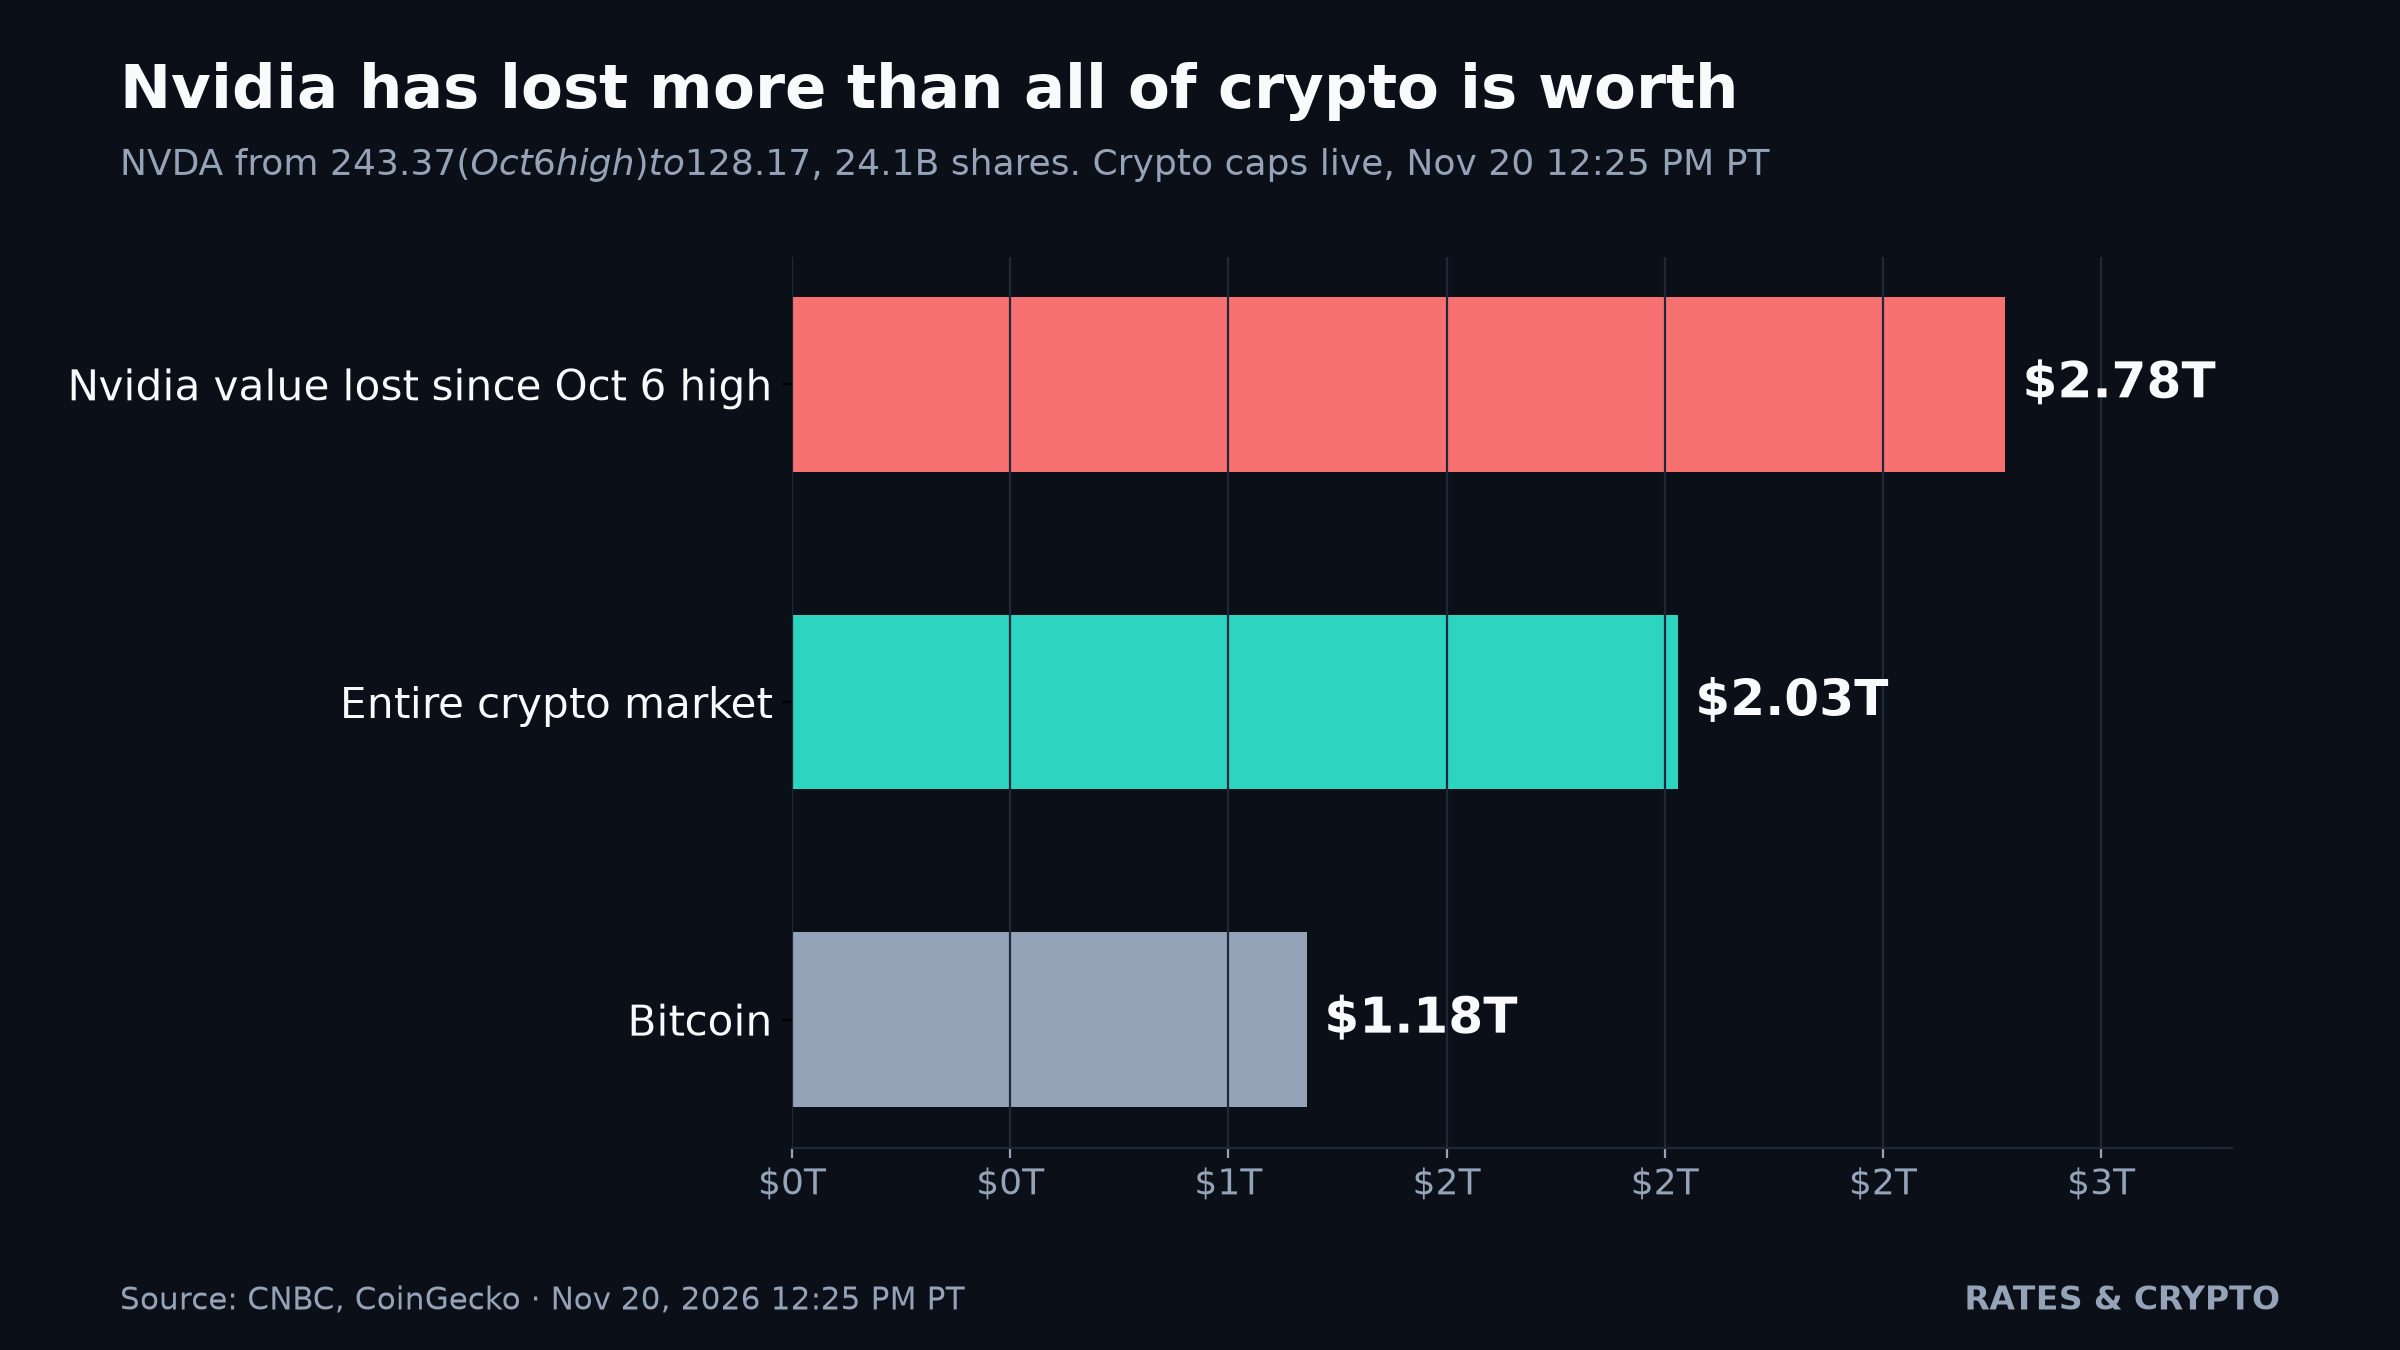 Nvidia has lost more than all of crypto is worth
NVDA from 243.37(Oct6high)to128.17, 24.1B shares. Crypto caps live, Nov 20 12:25 PM PT
Nvidia value lost since Oct 6 high
$2.78T
Entire crypto market
$2.03T
Bitcoin
$1.18T
$0T $0T $1T $2T $2T $2T $3T
Source: CNBC, CoinGecko · Nov 20, 2026 12:25 PM PT
RATES & CRYPTO